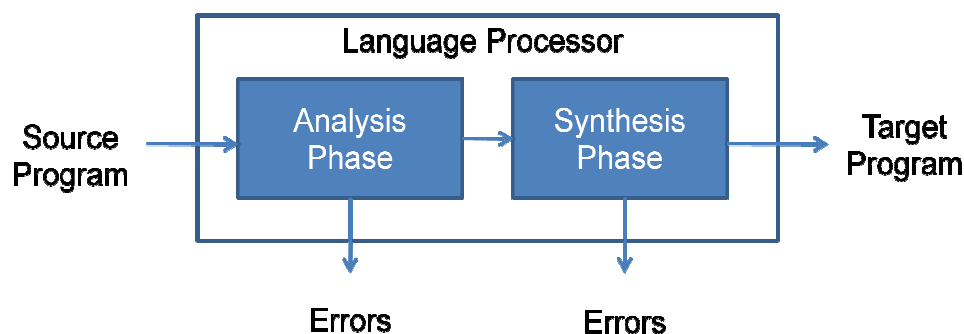 Language Processor
Source
Program
Analysis
Phase
Synthesis
Phase
Target
Program
Errors
Errors